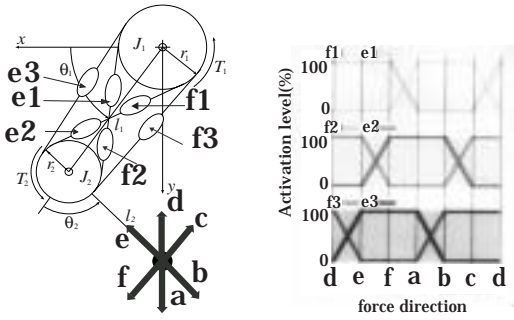 x
J1
r1
T1
θ1
e3
e1
f1
e2
l1
f3
r2
T2
J2
f2
y
θ2
l2
d
e
c
f
b
a
f1 e1
100
0
f2 e2
100
0
f3 e3
100
0
Activation level(%)
d e f a b c d
force direction